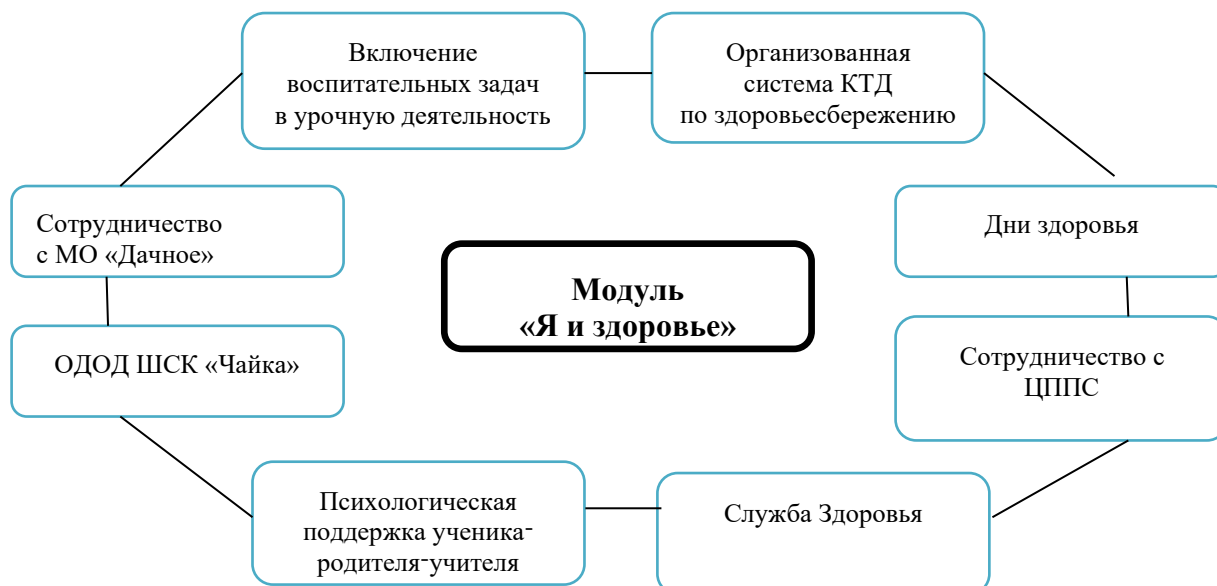 Включение
воспитательных задач
в урочную деятельность
Организованная
система КТД
по здоровьесбережению
Сотрудничество
с МО «Дачное»
Дни здоровья
Модуль
«Я и здоровье»
ОДОД ШСК «Чайка»
Сотрудничество с
ЦППС
Психологическая
поддержка ученика-
родителя-учителя
Служба Здоровья